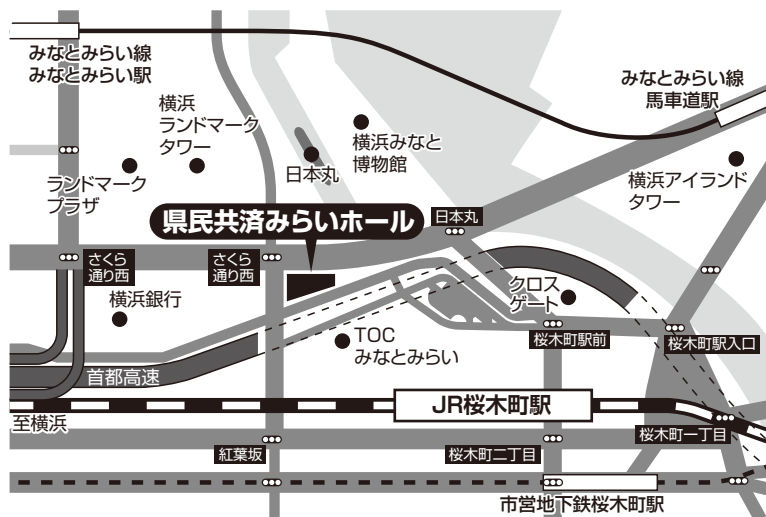 みなとみらい線
みなとみらい駅
みなとみらい線
馬車道駅
横浜
ランドマーク
タワー
横浜みなと
博物館
日本丸
ランドマーク
プラザ
横浜アイランド
タワー
県民共済みらいホール
日本丸
さくら
通り西
さくら
通り西
クロス
ゲート
横浜銀行
TOC
みなとみらい
桜木町駅前
桜木町駅入口
首都高速
JR桜木町駅
至横浜
紅葉坂
桜木町二丁目
桜木町一丁目
市営地下鉄桜木町駅